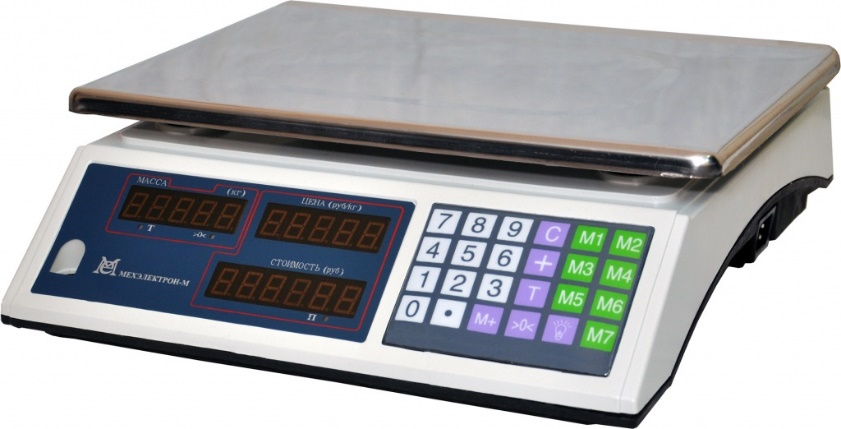 МАССА (кг)
ЦЕНА (руб/кг)
T >0<
СТОИМОСТЬ (руб)
МЕХЭЛЕКТРОН-М
П
7 8 9 C M1 M2
4 5 6 + M3 M4
1 2 3 T M5 M6
0 • M+ >0< M7